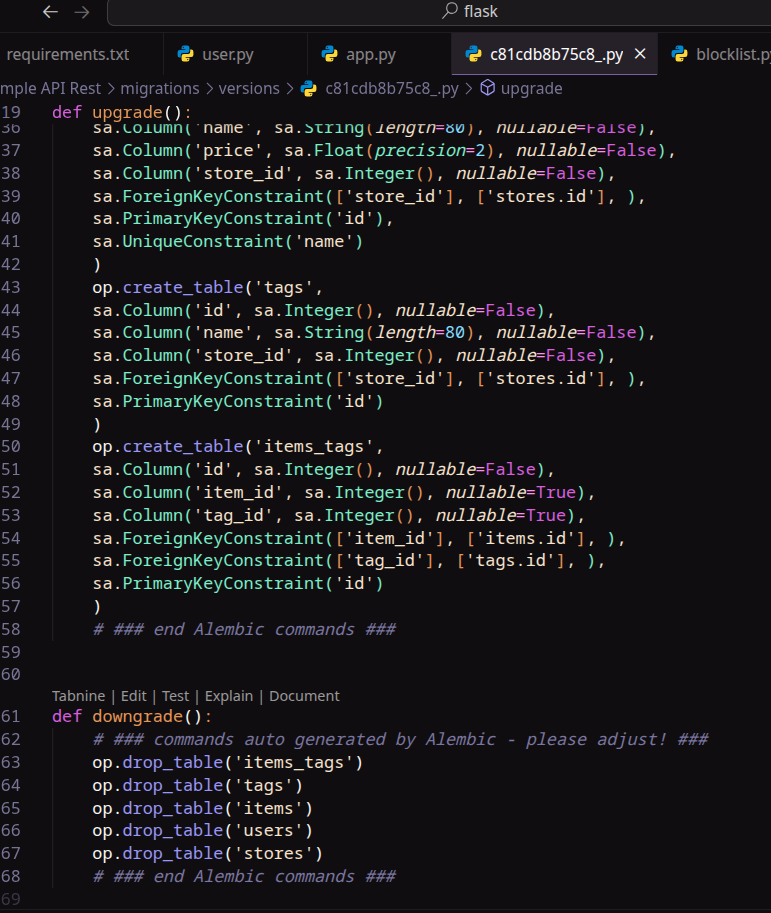 ← → flask
requirements.txt user.py app.py c81cdb8b75c8_.py × blocklist.py
mple API Rest > migrations > versions > c81cdb8b75c8_.py > upgrade
19 def upgrade():
36 sa.Column('name', sa.String(length=80), nullable=False),
37 sa.Column('price', sa.Float(precision=2), nullable=False),
38 sa.Column('store_id', sa.Integer(), nullable=False),
39 sa.ForeignKeyConstraint(['store_id'], ['stores.id'], ),
40 sa.PrimaryKeyConstraint('id'),
41 sa.UniqueConstraint('name')
42 )
43 op.create_table('tags',
44 sa.Column('id', sa.Integer(), nullable=False),
45 sa.Column('name', sa.String(length=80), nullable=False),
46 sa.Column('store_id', sa.Integer(), nullable=False),
47 sa.ForeignKeyConstraint(['store_id'], ['stores.id'], ),
48 sa.PrimaryKeyConstraint('id')
49 )
50 op.create_table('items_tags',
51 sa.Column('id', sa.Integer(), nullable=False),
52 sa.Column('item_id', sa.Integer(), nullable=True),
53 sa.Column('tag_id', sa.Integer(), nullable=True),
54 sa.ForeignKeyConstraint(['item_id'], ['items.id'], ),
55 sa.ForeignKeyConstraint(['tag_id'], ['tags.id'], ),
56 sa.PrimaryKeyConstraint('id')
57 )
58 # ### end Alembic commands ###
59
60
Tabnine | Edit | Test | Explain | Document
61 def downgrade():
62 # ### commands auto generated by Alembic - please adjust! ###
63 op.drop_table('items_tags')
64 op.drop_table('tags')
65 op.drop_table('items')
66 op.drop_table('users')
67 op.drop_table('stores')
68 # ### end Alembic commands ###
69